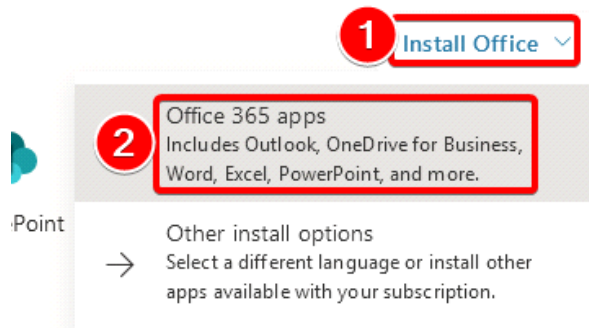 1
Install Office
2
Office 365 apps
Includes Outlook, OneDrive for Business,
Word, Excel, PowerPoint, and more.
ePoint
Other install options
Select a different language or install other
apps available with your subscription.